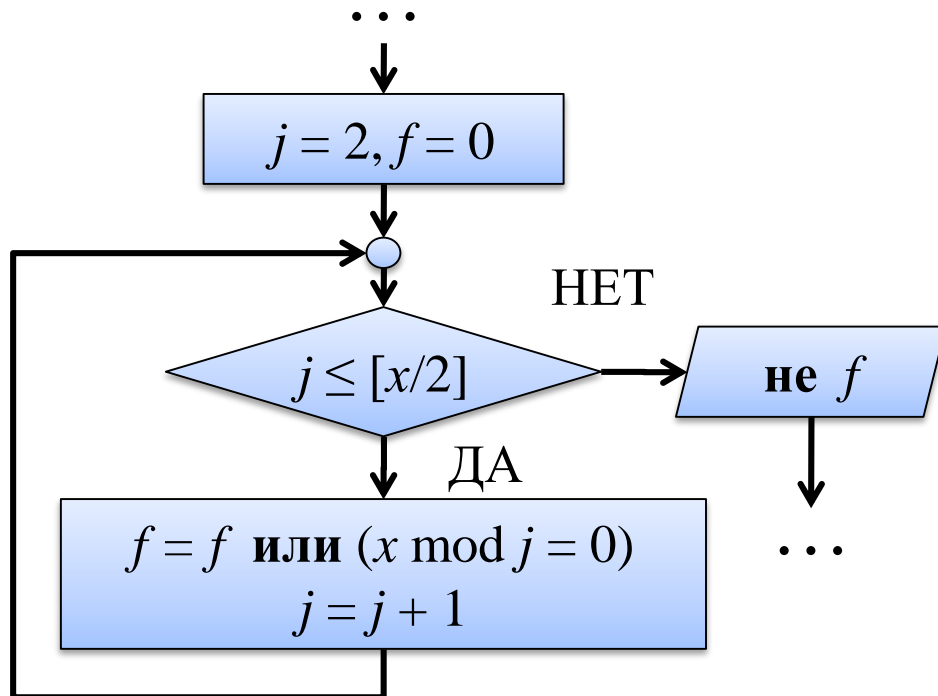 ...
j = 2, f = 0
НЕТ
j ≤ [x/2]
не f
ДА
f = f или (x mod j = 0)
j = j + 1
...